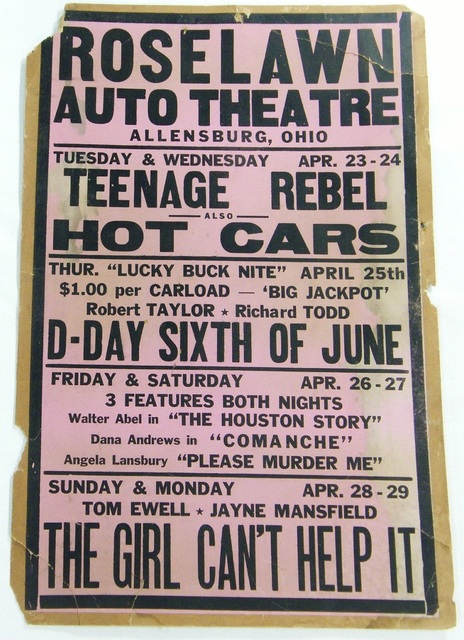 ROSELAWN
AUTO THEATRE
ALLENSBURG, OHIO
TUESDAY & WEDNESDAY APR. 23-24
TEENAGE REBEL
ALSO
HOT CARS
THUR. "LUCKY BUCK NITE" APRIL 25th
$1.00 per CARLOAD — 'BIG JACKPOT'
Robert TAYLOR ★ Richard TODD
D-DAY SIXTH OF JUNE
FRIDAY & SATURDAY APR. 26-27
3 FEATURES BOTH NIGHTS
Walter Abel in "THE HOUSTON STORY"
Dana Andrews in "COMANCHE"
Angela Lansbury "PLEASE MURDER ME"
SUNDAY & MONDAY APR. 28-29
TOM EWELL ★ JAYNE MANSFIELD
THE GIRL CAN'T HELP IT